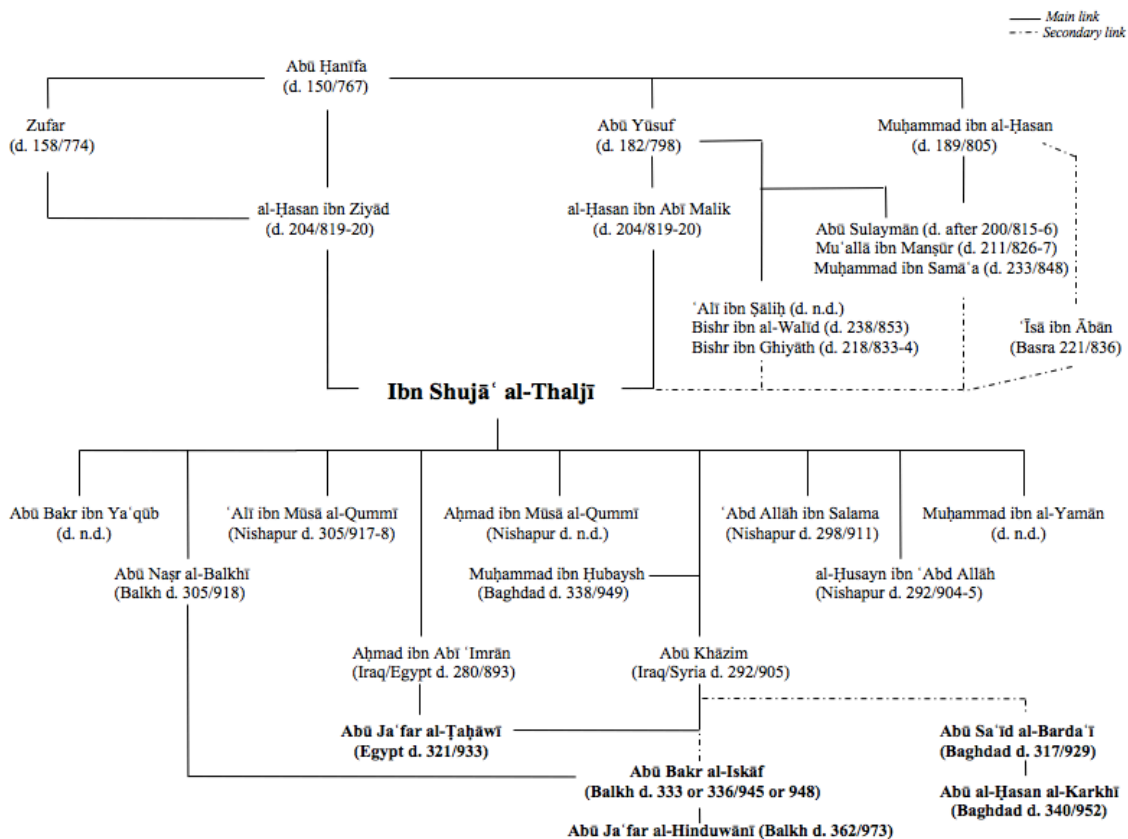 Main link
Secondary link
Abū Ḥanīfa
(d. 150/767)
Zufar
(d. 158/774)
Abū Yūsuf
(d. 182/798)
Muḥammad ibn al-Ḥasan
(d. 189/805)
al-Ḥasan ibn Ziyād
(d. 204/819-20)
al-Ḥasan ibn Abī Malik
(d. 204/819-20)
Abū Sulaymān (d. after 200/815-6)
Muʿallā ibn Manṣūr (d. 211/826-7)
Muḥammad ibn Samāʿa (d. 233/848)
ʿAlī ibn Ṣāliḥ (d. n.d.)
Bishr ibn al-Walīd (d. 238/853)
Bishr ibn Ghiyāth (d. 218/833-4)
ʿĪsā ibn Ābān
(Basra 221/836)
Ibn Shujāʿ al-Thaljī
Abū Bakr ibn Yaʿqūb
(d. n.d.)
ʿAlī ibn Mūsā al-Qummī
(Nishapur d. 305/917-8)
Aḥmad ibn Mūsā al-Qummī
(Nishapur d. n.d.)
ʿAbd Allāh ibn Salama
(Nishapur d. 298/911)
Muḥammad ibn al-Yamān
(d. n.d.)
Abū Naṣr al-Balkhī
(Balkh d. 305/918)
Muḥammad ibn Ḥubaysh
(Baghdad d. 338/949)
al-Ḥusayn ibn ʿAbd Allāh
(Nishapur d. 292/904-5)
Aḥmad ibn Abī ʿImrān
(Iraq/Egypt d. 280/893)
Abū Khāzim
(Iraq/Syria d. 292/905)
Abū Jaʿfar al-Ṭaḥāwī
(Egypt d. 321/933)
Abū Saʿīd al-Bardaʿī
(Baghdad d. 317/929)
Abū Bakr al-Iskāf
(Balkh d. 333 or 336/945 or 948)
Abū al-Ḥasan al-Karkhī
(Baghdad d. 340/952)
Abū Jaʿfar al-Hinduwānī (Balkh d. 362/973)